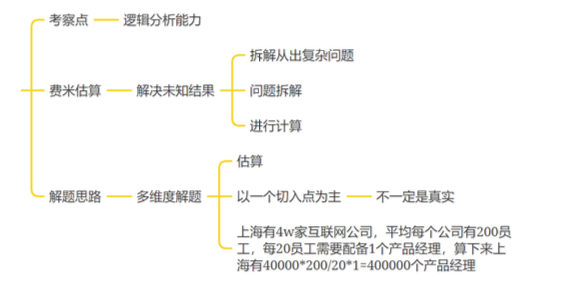 考察点
逻辑分析能力
费米估算
解决未知结果
拆解从出复杂问题
问题拆解
进行计算
解题思路
多维度解题
估算
以一个切入点为主
不一定是真实
上海有4w家互联网公司，平均每个公司有200员
工，每20员工需要配备1个产品经理，算下来上
海有40000*200/20*1=400000个产品经理